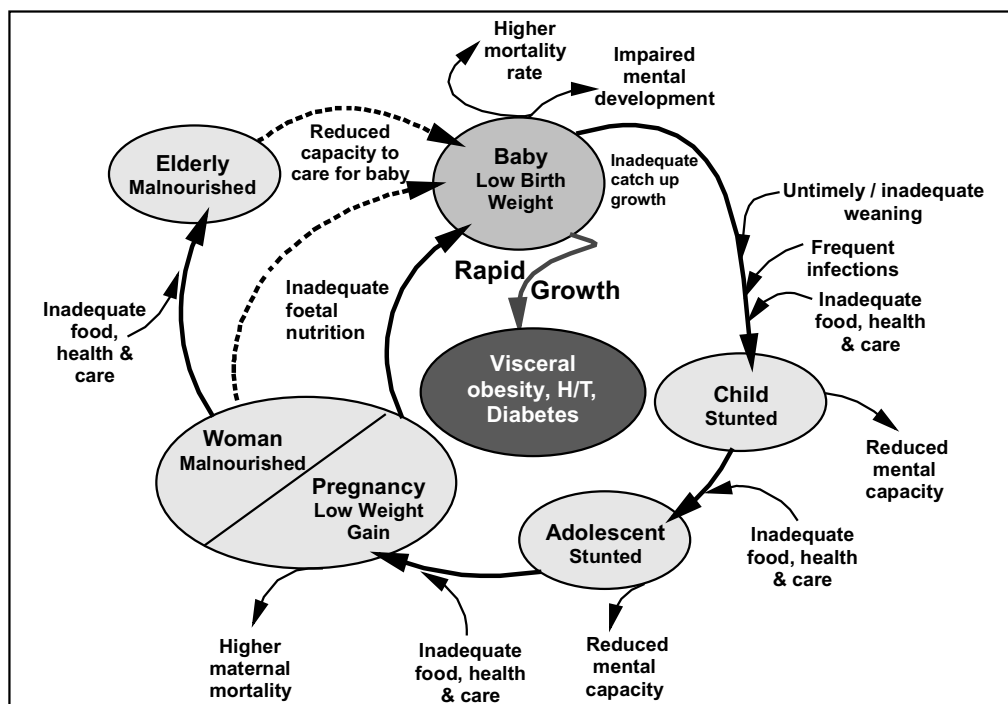 Higher
mortality
rate
Impaired
mental
development
Elderly
Malnourished
Reduced
capacity to
care for baby
Baby
Low Birth
Weight
Inadequate
catch up
growth
Untimely / inadequate
weaning
Frequent
infections
Inadequate
food, health
& care
Inadequate
food,
health &
care
Inadequate
foetal
nutrition
Rapid
Growth
Visceral
obesity, H/T,
Diabetes
Child
Stunted
Reduced
mental
capacity
Woman
Malnourished
Pregnancy
Low Weight
Gain
Adolescent
Stunted
Inadequate
food, health
& care
Higher
maternal
mortality
Inadequate
food, health
& care
Reduced
mental
capacity